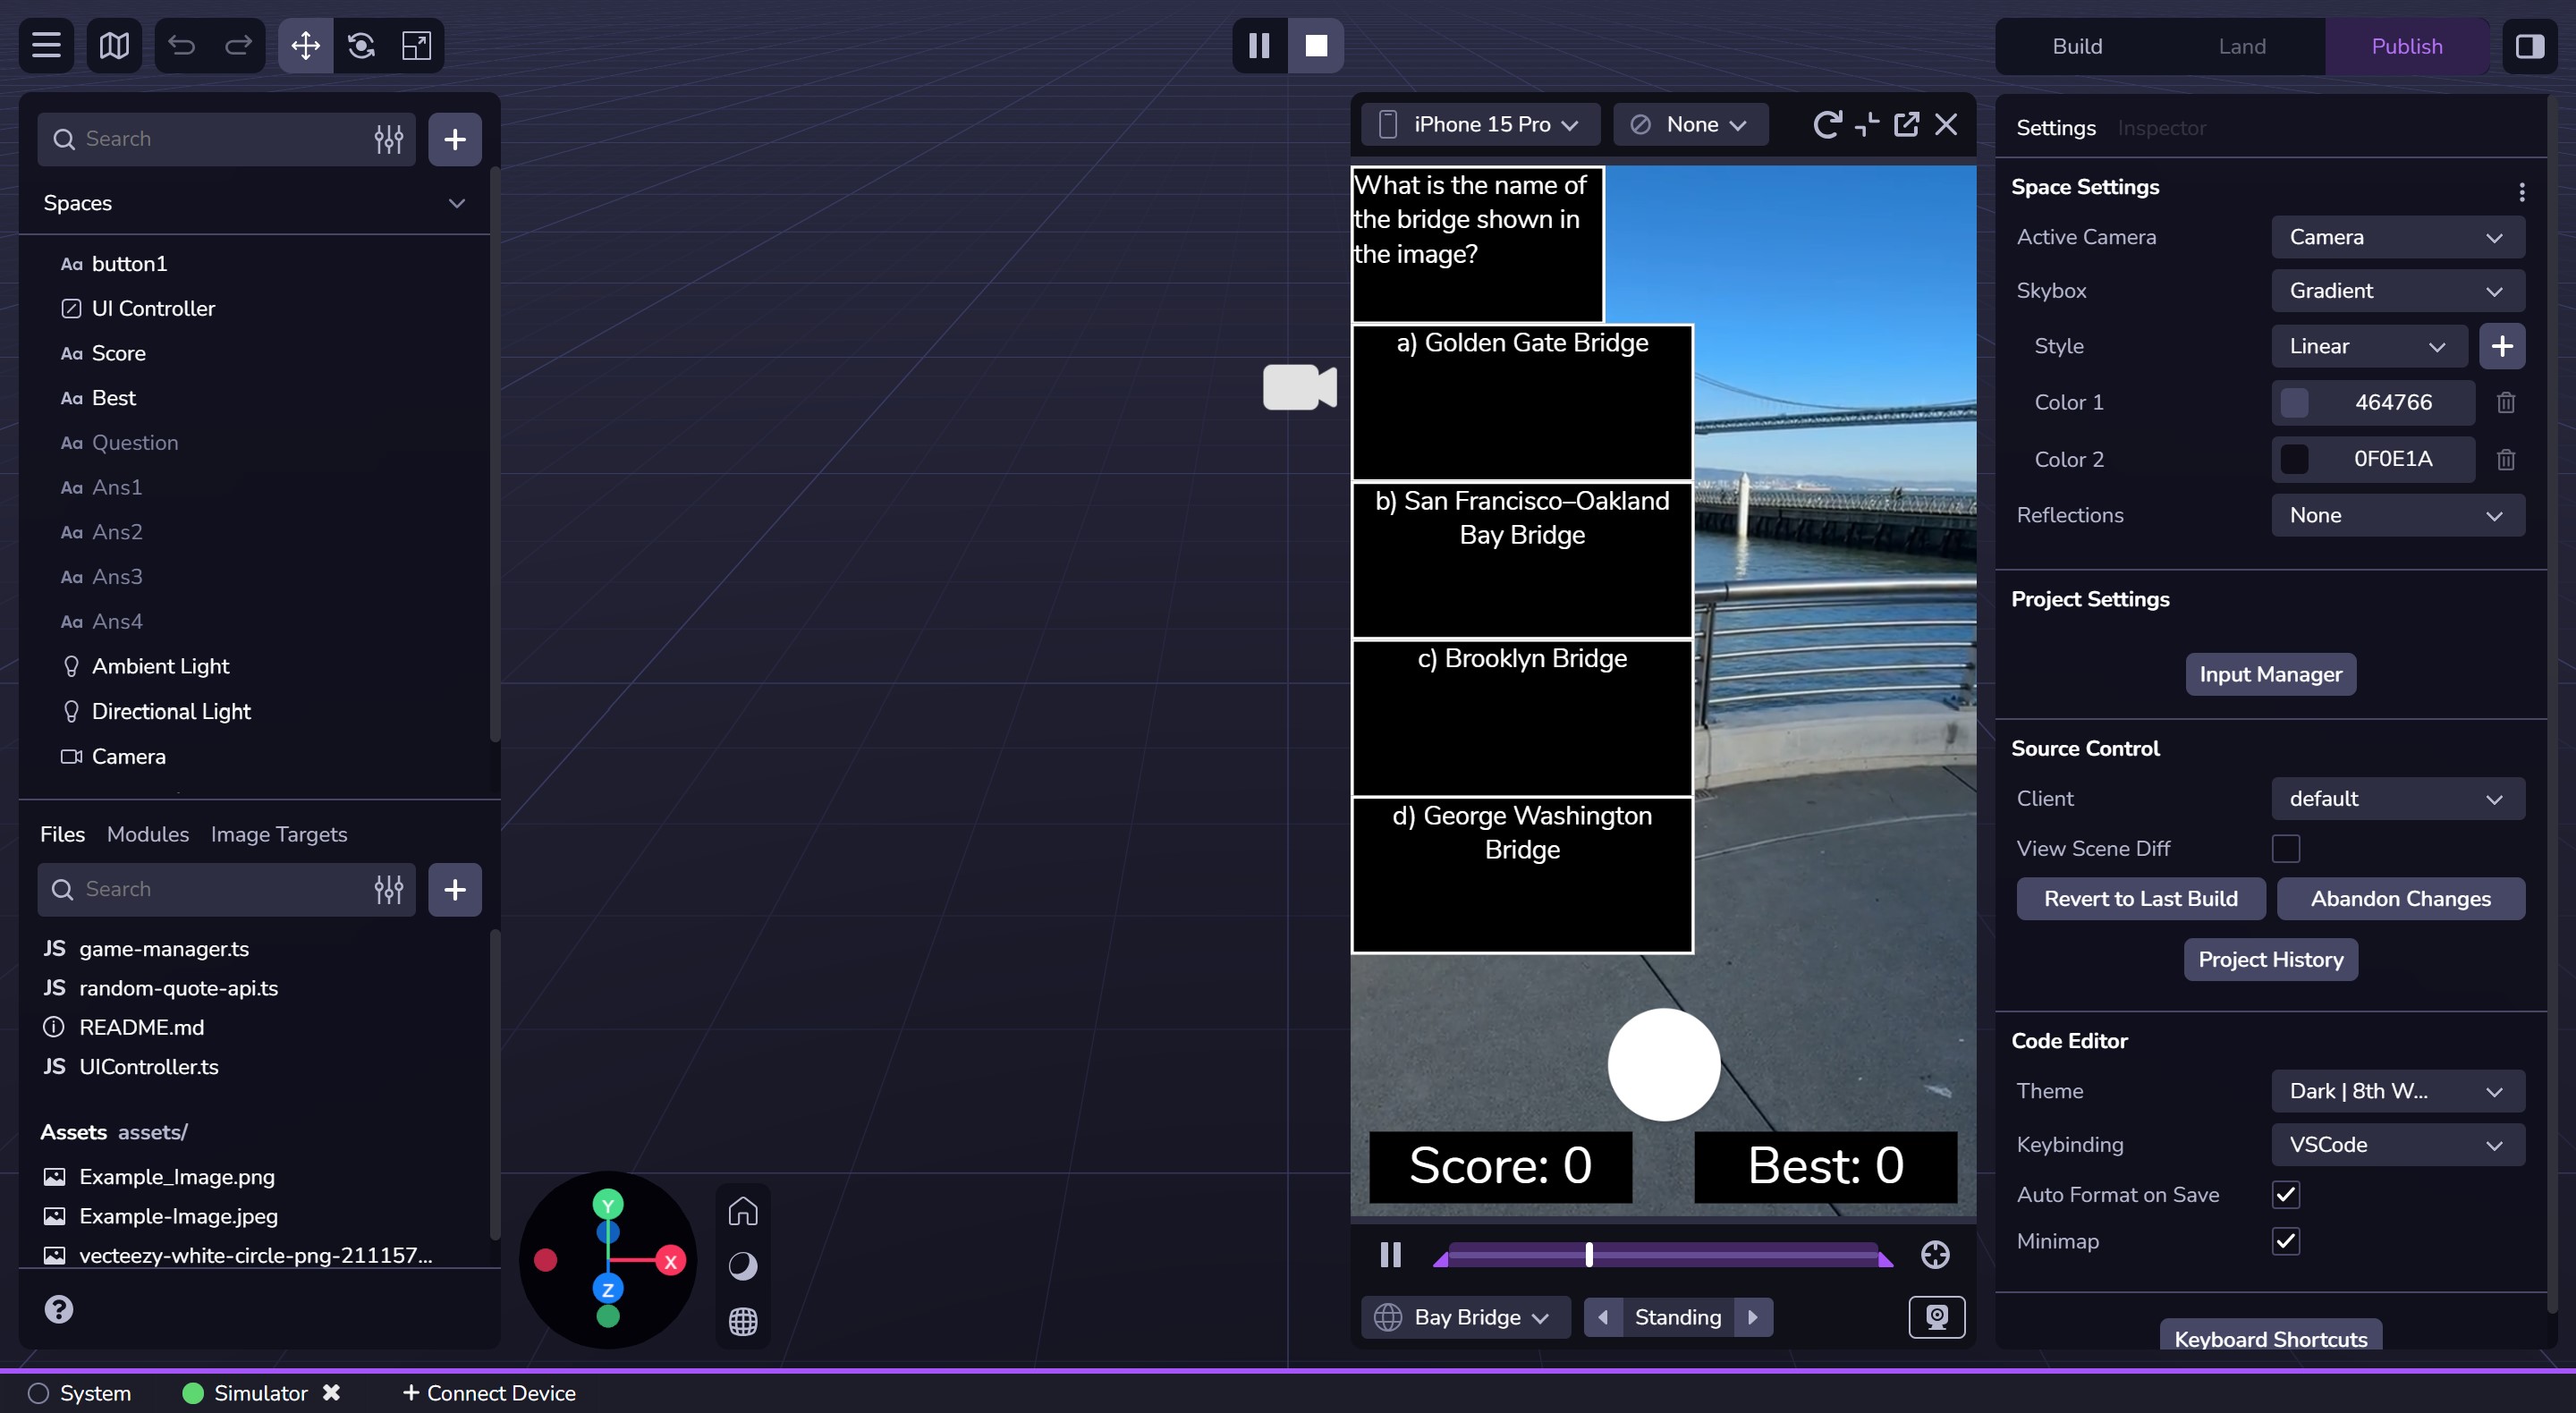 Build Land Publish
Search
Spaces
Aa button1
UI Controller
Aa Score
Aa Best
Aa Question
Aa Ans1
Aa Ans2
Aa Ans3
Aa Ans4
Ambient Light
Directional Light
Camera
Files Modules Image Targets
Search
JS game-manager.ts
JS random-quote-api.ts
README.md
JS UIController.ts
Assets assets/
Example_Image.png
Example-Image.jpeg
vecteezy-white-circle-png-211157...
Y
X
Z
iPhone 15 Pro None
What is the name of
the bridge shown in
the image?
a) Golden Gate Bridge
b) San Francisco–Oakland
Bay Bridge
c) Brooklyn Bridge
d) George Washington
Bridge
Score: 0 Best: 0
Bay Bridge Standing
Settings Inspector
Space Settings
Active Camera Camera
Skybox Gradient
Style Linear
Color 1 464766
Color 2 0F0E1A
Reflections None
Project Settings
Input Manager
Source Control
Client default
View Scene Diff
Revert to Last Build Abandon Changes
Project History
Code Editor
Theme Dark | 8th W...
Keybinding VSCode
Auto Format on Save
Minimap
Keyboard Shortcuts
System Simulator Connect Device